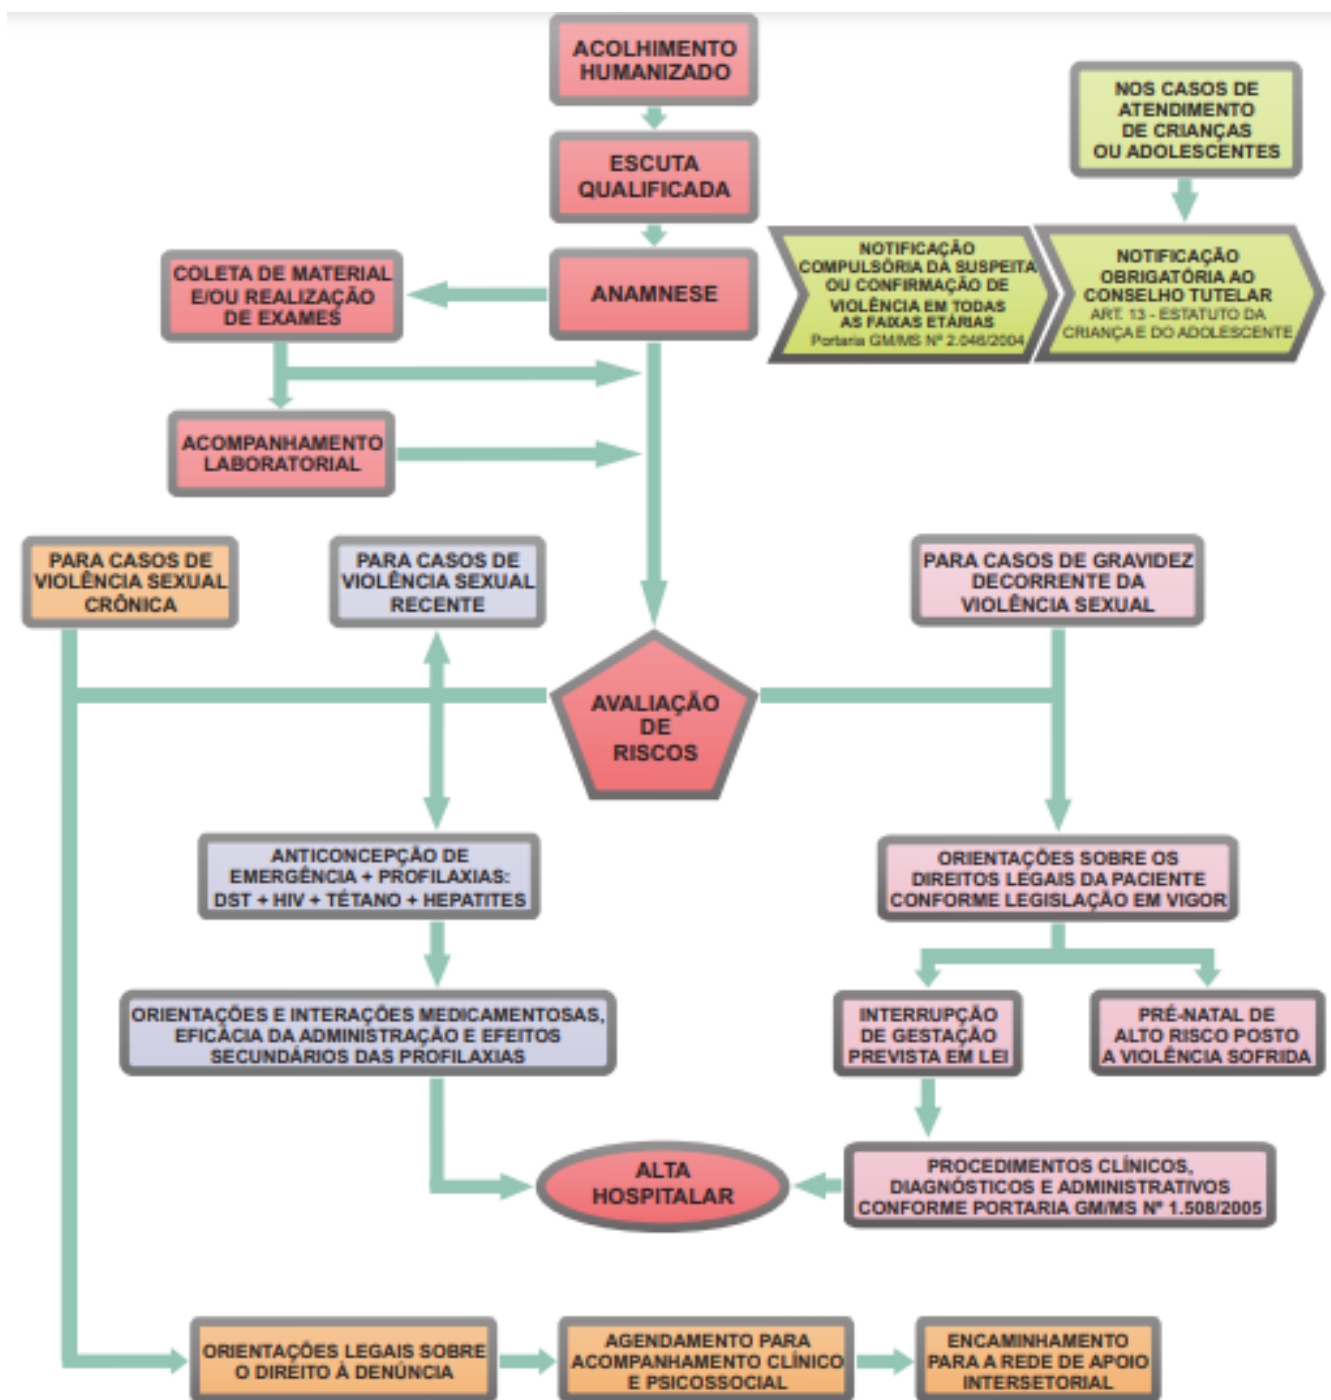 ACOLHIMENTO
HUMANIZADO
NOS CASOS DE
ATENDIMENTO
DE CRIANÇAS
OU ADOLESCENTES
ESCUTA
QUALIFICADA
ANAMNESE
COLETA DE MATERIAL
E/OU REALIZAÇÃO
DE EXAMES
NOTIFICAÇÃO
COMPULSÓRIA DA SUSPEITA
OU CONFIRMAÇÃO DE
VIOLÊNCIA EM TODAS
AS FAIXAS ETÁRIAS
Portaria GM/MS Nº 2.046/2004
NOTIFICAÇÃO
OBRIGATÓRIA AO
CONSELHO TUTELAR
ART. 13 - ESTATUTO DA
CRIANÇA E DO ADOLESCENTE
ACOMPANHAMENTO
LABORATORIAL
PARA CASOS DE
VIOLÊNCIA SEXUAL
CRÔNICA
PARA CASOS DE
VIOLÊNCIA SEXUAL
RECENTE
PARA CASOS DE GRAVIDEZ
DECORRENTE DA
VIOLÊNCIA SEXUAL
AVALIAÇÃO
DE
RISCOS
ANTICONCEPÇÃO DE
EMERGÊNCIA + PROFILAXIAS:
DST + HIV + TÉTANO + HEPATITES
ORIENTAÇÕES SOBRE OS
DIREITOS LEGAIS DA PACIENTE
CONFORME LEGISLAÇÃO EM VIGOR
ORIENTAÇÕES E INTERAÇÕES MEDICAMENTOSAS,
EFICÁCIA DA ADMINISTRAÇÃO E EFEITOS
SECUNDÁRIOS DAS PROFILAXIAS
INTERRUPÇÃO
DE GESTAÇÃO
PREVISTA EM LEI
PRÉ-NATAL DE
ALTO RISCO POSTO
A VIOLÊNCIA SOFRIDA
ALTA
HOSPITALAR
PROCEDIMENTOS CLÍNICOS,
DIAGNÓSTICOS E ADMINISTRATIVOS
CONFORME PORTARIA GM/MS Nº 1.508/2005
ORIENTAÇÕES LEGAIS SOBRE
O DIREITO À DENÚNCIA
AGENDAMENTO PARA
ACOMPANHAMENTO CLÍNICO
E PSICOSSOCIAL
ENCAMINHAMENTO
PARA A REDE DE APOIO
INTERSETORIAL